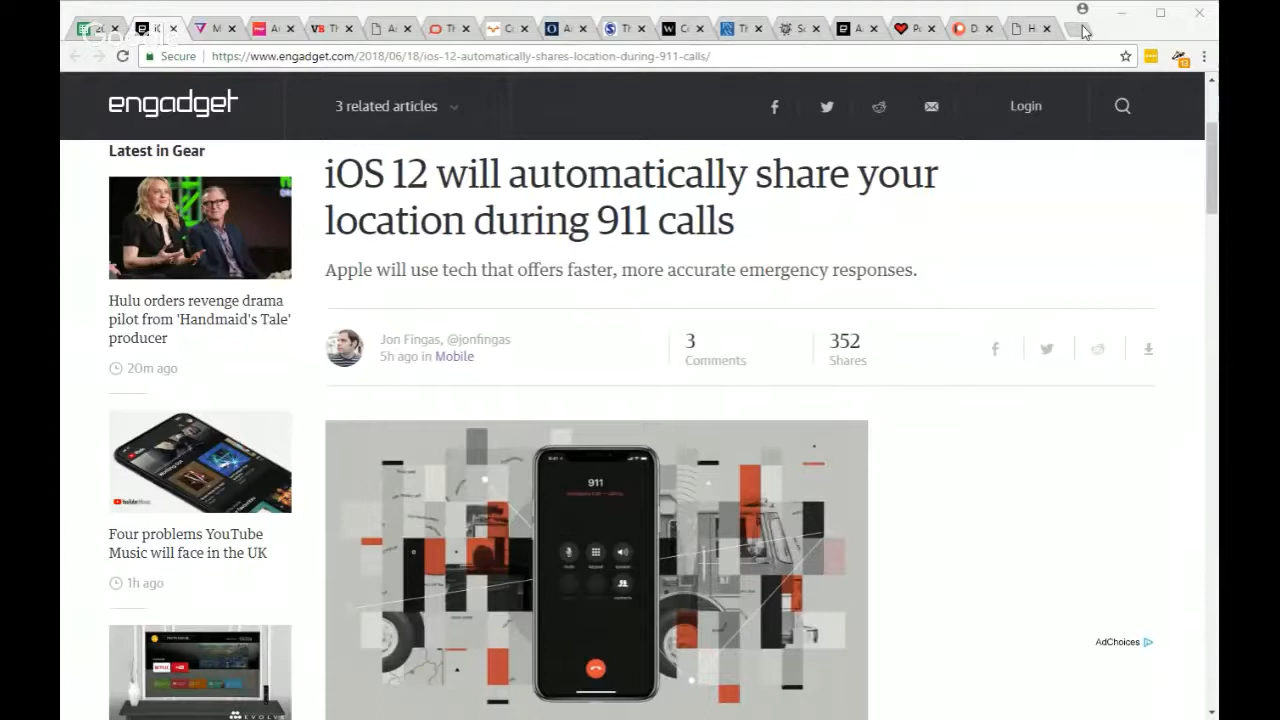 Google
Secure
https://www.engadget.com/2018/06/18/ios-12-automatically-shares-location-during-911-calls/
12
engadget
3 related articles
Login
Latest in Gear
Hulu orders revenge drama
pilot from 'Handmaid's Tale'
producer
20m ago
Four problems YouTube
Music will face in the UK
1h ago
iOS 12 will automatically share your
location during 911 calls
Apple will use tech that offers faster, more accurate emergency responses.
Jon Fingas, @jonfingas
5h ago in Mobile
3
Comments
352
Shares
911
AdChoices